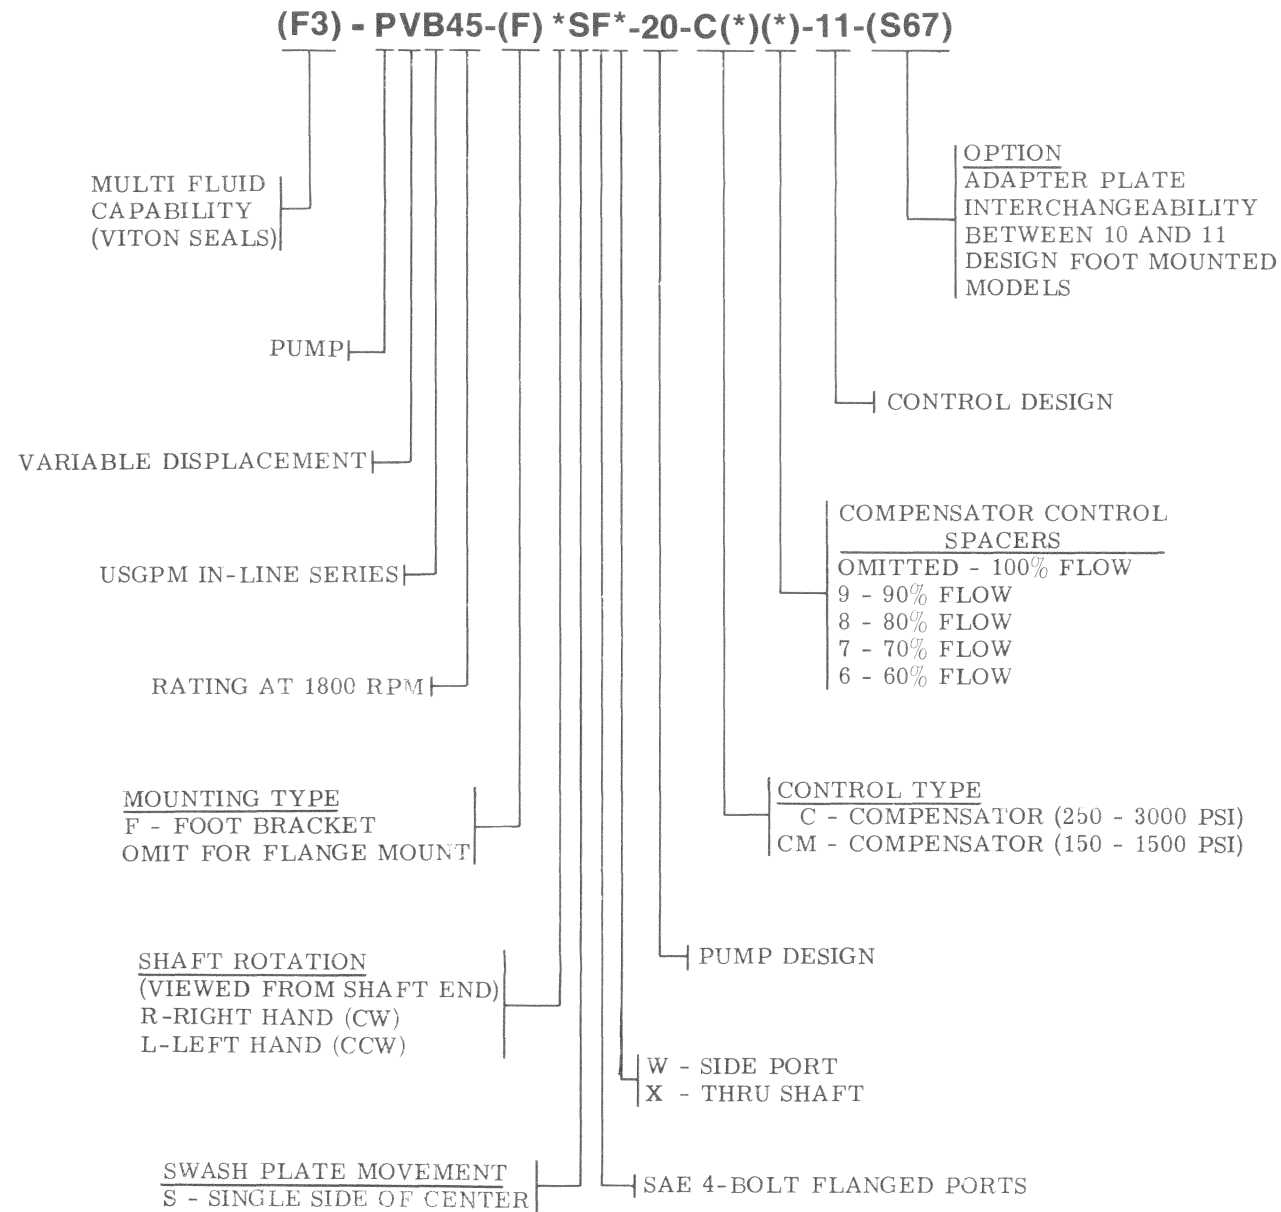 (F3) - PVB45-(F) *SF*-20-C(*)(*)-11-(S67)
MULTI FLUID
CAPABILITY
(VITON SEALS)
OPTION
ADAPTER PLATE
INTERCHANGEABILITY
BETWEEN 10 AND 11
DESIGN FOOT MOUNTED
MODELS
PUMP
CONTROL DESIGN
VARIABLE DISPLACEMENT
COMPENSATOR CONTROL
SPACERS
OMITTED - 100% FLOW
9 - 90% FLOW
8 - 80% FLOW
7 - 70% FLOW
6 - 60% FLOW
USGPM IN-LINE SERIES
RATING AT 1800 RPM
MOUNTING TYPE
F - FOOT BRACKET
OMIT FOR FLANGE MOUNT
CONTROL TYPE
C - COMPENSATOR (250 - 3000 PSI)
CM - COMPENSATOR (150 - 1500 PSI)
PUMP DESIGN
SHAFT ROTATION
(VIEWED FROM SHAFT END)
R-RIGHT HAND (CW)
L-LEFT HAND (CCW)
W - SIDE PORT
X - THRU SHAFT
SWASH PLATE MOVEMENT
S - SINGLE SIDE OF CENTER
SAE 4-BOLT FLANGED PORTS